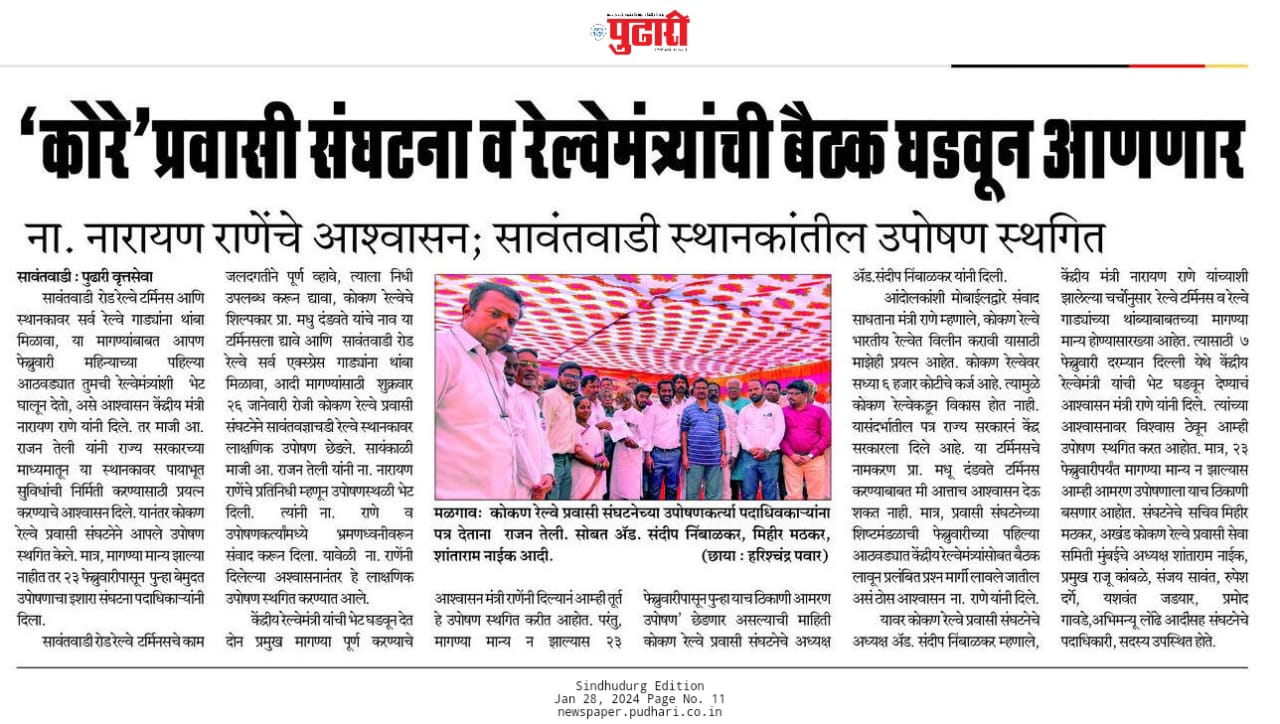 पुढारी
‘कोरे’ प्रवासी संघटना व रेल्वेमंत्र्यांची बैठक घडवून आणणार
ना. नारायण राणेंचे आश्वासन; सावंतवाडी स्थानकांतील उपोषण स्थगित
सावंतवाडी : पुढारी वृत्तसेवा
सावंतवाडी रोड रेल्वे टर्मिनस आणि
स्थानकावर सर्व रेल्वे गाड्यांना थांबा
मिळावा, या मागण्यांबाबत आपण
फेब्रुवारी महिन्याच्या पहिल्या
आठवड्यात तुमची रेल्वेमंत्र्यांशी भेट
घालून देतो, असे आश्वासन केंद्रीय मंत्री
नारायण राणे यांनी दिले. तर माजी आ.
राजन तेली यांनी राज्य सरकारच्या
माध्यमातून या स्थानकावर पायाभूत
सुविधांची निर्मिती करण्यासाठी प्रयत्न
करण्याचे आश्वासन दिले. यानंतर कोकण
रेल्वे प्रवासी संघटनेने आपले उपोषण
स्थगित केले. मात्र, मागण्या मान्य झाल्या
नाहीत तर २३ फेब्रुवारीपासून पुन्हा बेमुदत
उपोषणाचा इशारा संघटना पदाधिकाऱ्यांनी
दिला.
सावंतवाडी रोड रेल्वे टर्मिनसचे काम
जलदगतीने पूर्ण व्हावे, त्याला निधी
उपलब्ध करून द्यावा, कोकण रेल्वेचे
शिल्पकार प्रा. मधु दंडवते यांचे नाव या
टर्मिनसला द्यावे आणि सावंतवाडी रोड
रेल्वे सर्व एक्स्प्रेस गाड्यांना थांबा
मिळावा, आदी मागण्यांसाठी शुक्रवार
२६ जानेवारी रोजी कोकण रेल्वे प्रवासी
संघटनेने सावंतवज्ञाचडी रेल्वे स्थानकावर
लाक्षणिक उपोषण छेडले. सायंकाळी
माजी आ. राजन तेली यांनी ना. नारायण
राणेंचे प्रतिनिधी म्हणून उपोषणस्थळी भेट
दिली. त्यांनी ना. राणे व
उपोषणकर्त्यांमध्ये भ्रमणध्वनीवरून
संवाद करून दिला. यावेळी ना. राणेंनी
दिलेल्या अश्वासनानंतर हे लाक्षणिक
उपोषण स्थगित करण्यात आले.
केंद्रीय रेल्वेमंत्री यांची भेट घडवून देत
दोन प्रमुख मागण्या पूर्ण करण्याचे
मळगावः कोकण रेल्वे प्रवासी संघटनेच्या उपोषणकर्त्या पदाधिवकाऱ्यांना
पत्र देताना राजन तेली. सोबत अ‍ॅड. संदीप निंबाळकर, मिहीर मठकर,
शांताराम नाईक आदी. (छाया : हरिश्चंद्र पवार)
आश्वासन मंत्री राणेंनी दिल्यानं आम्ही तूर्त
हे उपोषण स्थगित करीत आहोत. परंतु,
मागण्या मान्य न झाल्यास २३
फेब्रुवारीपासून पुन्हा याच ठिकाणी आमरण
उपोषण’ छेडणार असल्याची माहिती
कोकण रेल्वे प्रवासी संघटनेचे अध्यक्ष
अ‍ॅड.संदीप निंबाळकर यांनी दिली.
आंदोलकांशी मोबाईलद्वारे संवाद
साधताना मंत्री राणे म्हणाले, कोकण रेल्वे
भारतीय रेल्वेत विलीन करावी यासाठी
माझेही प्रयत्न आहेत. कोकण रेल्वेवर
सध्या ६ हजार कोटीचे कर्ज आहे. त्यामुळे
कोकण रेल्वेकडून विकास होत नाही.
यासंदर्भातील पत्र राज्य सरकारनं केंद्र
सरकारला दिले आहे. या टर्मिनसचे
नामकरण प्रा. मधू दंडवते टर्मिनस
करण्याबाबत मी आत्ताच आश्वासन देऊ
शकत नाही. मात्र, प्रवासी संघटनेच्या
शिष्टमंडळाची फेब्रुवारीच्या पहिल्या
आठवड्यात केंद्रीय रेल्वेमंत्र्यांसोबत बैठक
लावून प्रलंबित प्रश्न मार्गी लावले जातील
असं ठोस आश्वासन ना. राणे यांनी दिले.
यावर कोकण रेल्वे प्रवासी संघटनेचे
अध्यक्ष अ‍ॅड. संदीप निंबाळकर म्हणाले,
केंद्रीय मंत्री नारायण राणे यांच्याशी
झालेल्या चर्चेनुसार रेल्वे टर्मिनस व रेल्वे
गाड्यांच्या थांब्याबाबतच्या मागण्या
मान्य होण्यासारख्या आहेत. त्यासाठी ७
फेब्रुवारी दरम्यान दिल्ली येथे केंद्रीय
रेल्वेमंत्री यांची भेट घडवून देण्याचं
आश्वासन मंत्री राणे यांनी दिले. त्यांच्या
आश्वासनावर विश्वास ठेवून आम्ही
उपोषण स्थगित करत आहोत. मात्र, २३
फेब्रुवारीपर्यंत मागण्या मान्य न झाल्यास
आम्ही आमरण उपोषणाला याच ठिकाणी
बसणार आहोत. संघटनेचे सचिव मिहीर
मठकर, अखंड कोकण रेल्वे प्रवासी सेवा
समिती मुंबईचे अध्यक्ष शांताराम नाईक,
प्रमुख राजू कांबळे, संजय सावंत, रुपेश
दर्गे, यशवंत जडयार, प्रमोद
गावडे,अभिमन्यू लोंढे आदींसह संघटनेचे
पदाधिकारी, सदस्य उपस्थित होते.
Sindhudurg Edition
Jan 28, 2024 Page No. 11
newspaper.pudhari.co.in